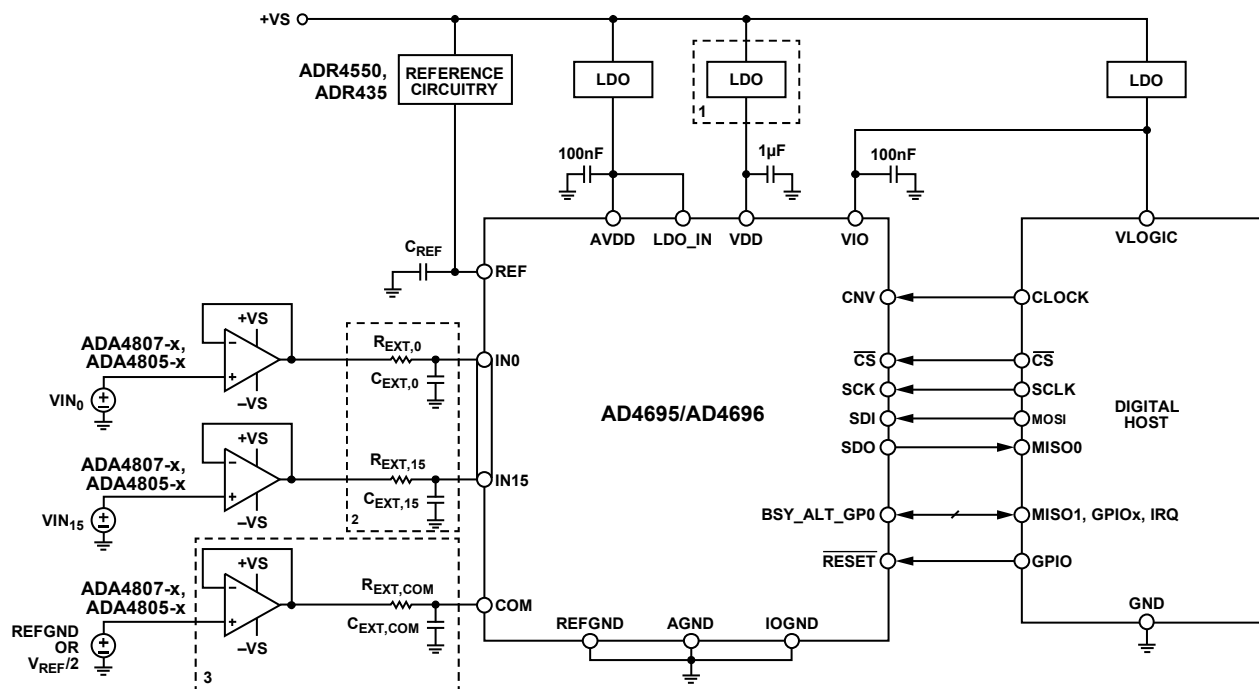 +VS
ADR4550,
ADR435
REFERENCE
CIRCUITRY
LDO
LDO
1
LDO
100nF
1µF
100nF
AVDD
LDO_IN
VDD
VIO
VLOGIC
CREF
REF
CNV
CLOCK
ADA4807-x,
ADA4805-x
+VS
−
+
−VS
VIN0
REXT,0
CEXT,0
IN0
CS
CS
SCK
SCLK
AD4695/AD4696
SDI
MOSI
DIGITAL
HOST
SDO
MISO0
ADA4807-x,
ADA4805-x
+VS
−
+
−VS
VIN15
REXT,15
CEXT,15
2
IN15
BSY_ALT_GP0
MISO1, GPIOx, IRQ
RESET
GPIO
ADA4807-x,
ADA4805-x
+VS
−
+
−VS
REFGND
OR
VREF/2
REXT,COM
CEXT,COM
3
COM
REFGND
AGND
IOGND
GND